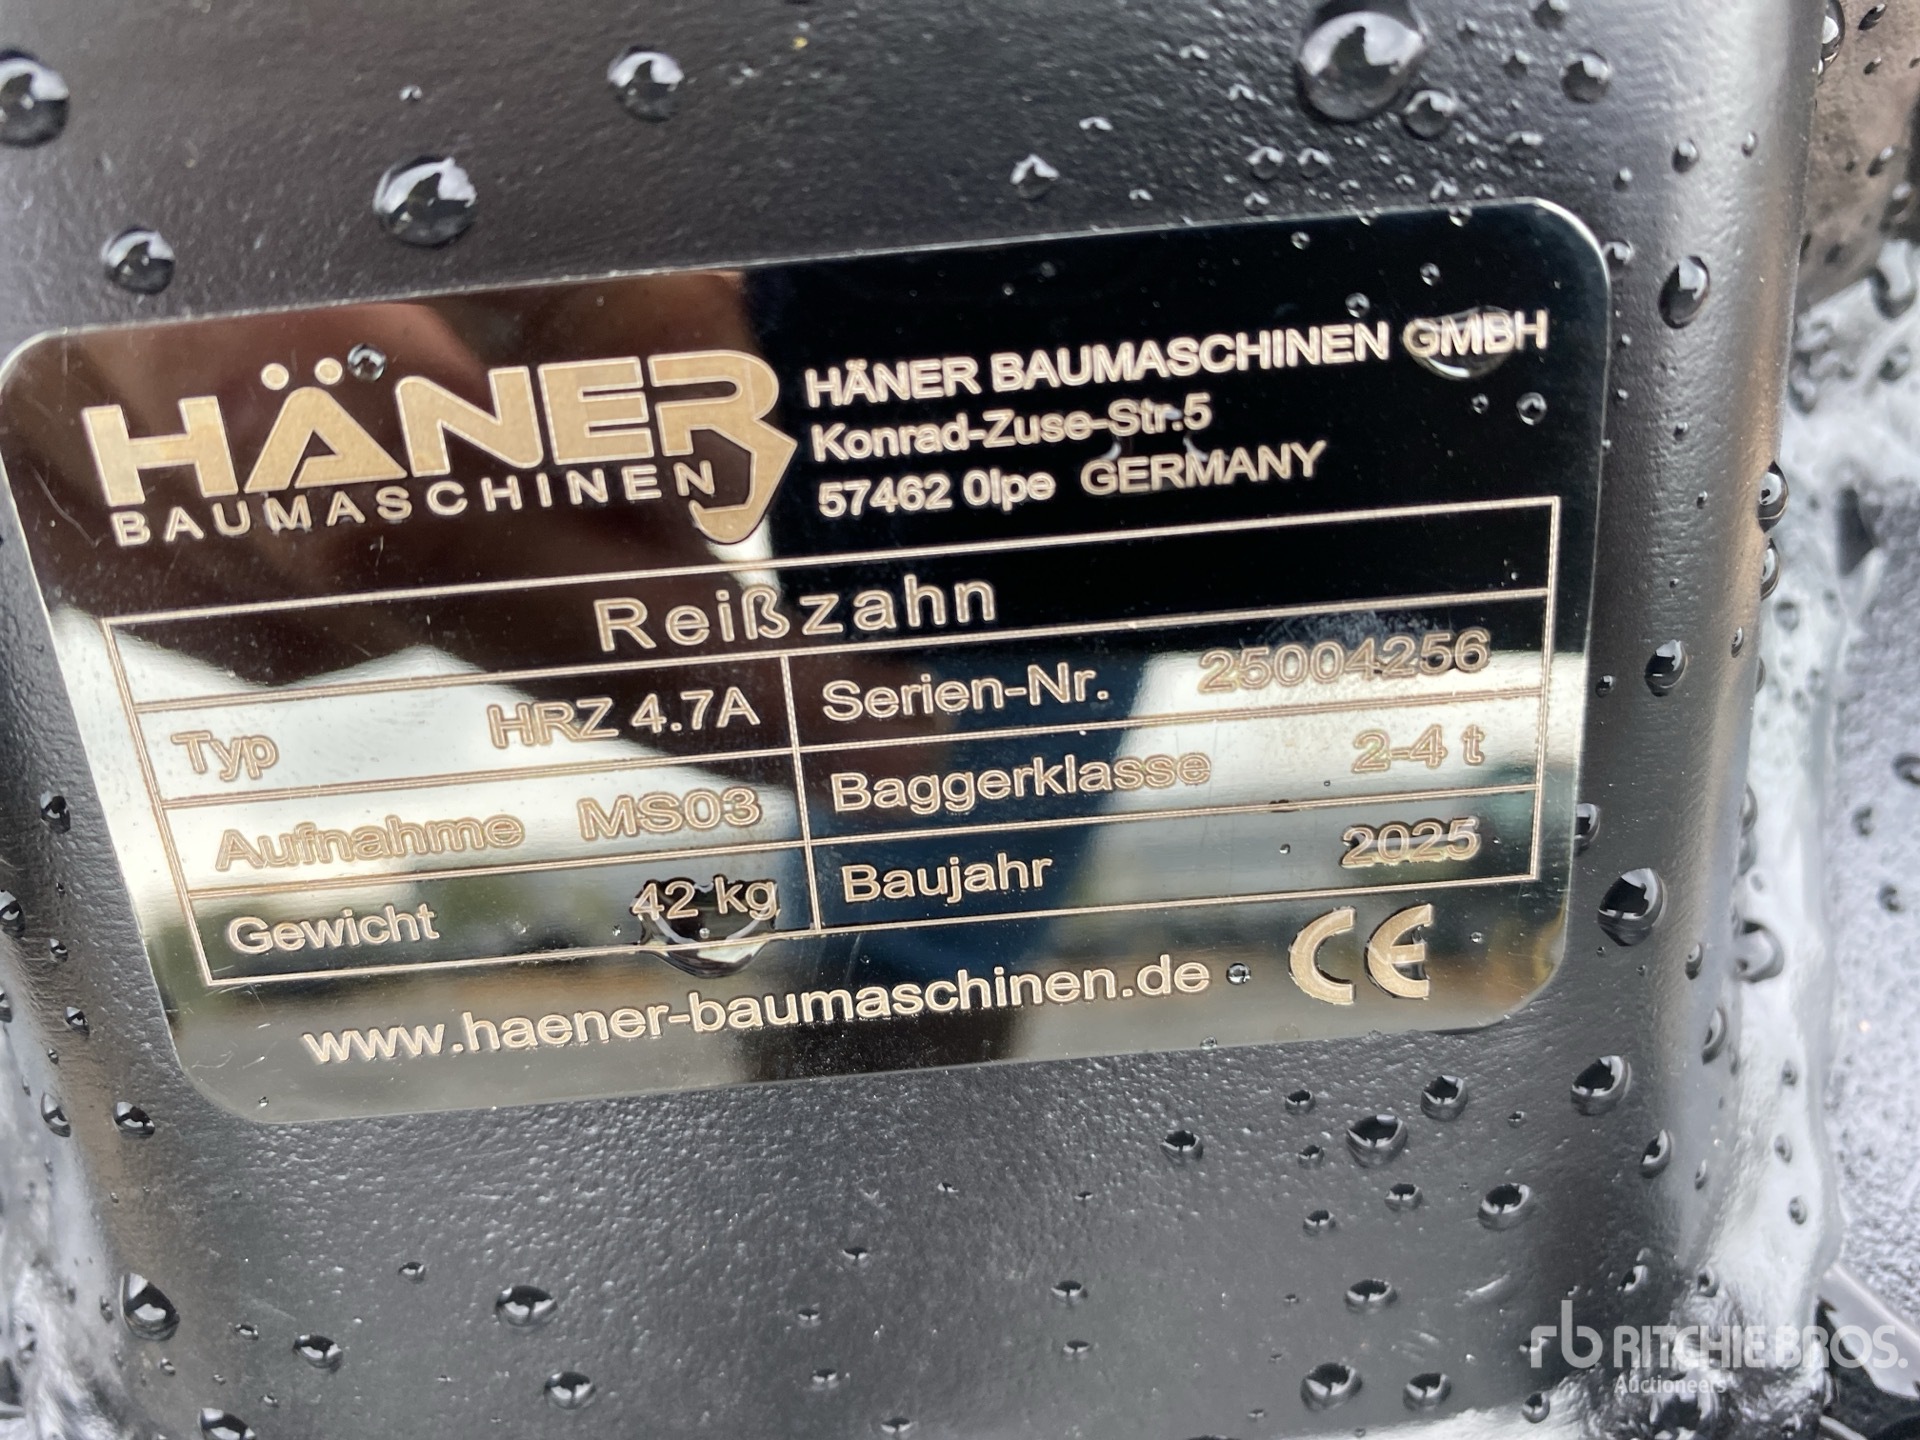 HÄNER
BAUMASCHINEN
HÄNER BAUMASCHINEN GMBH
Konrad-Zuse-Str.5
57462 Olpe GERMANY
Reißzahn
Typ HRZ 4.7A
Serien-Nr. 25004256
Aufnahme MS03
Baggerklasse 2-4 t
Gewicht 42 kg
Baujahr 2025
www.haener-baumaschinen.de
CE
rb RITCHIE BROS.
Auctioneers